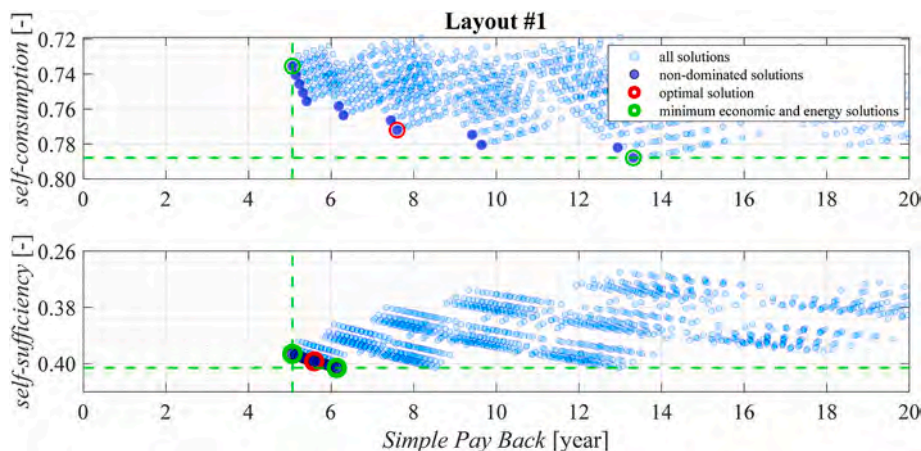 Layout #1
self-consumption [-]
0.72
0.74
0.76
0.78
0.80
all solutions
non-dominated solutions
optimal solution
minimum economic and energy solutions
0 2 4 6 8 10 12 14 16 18 20
self-sufficiency [-]
0.26
0.38
0.40
0 2 4 6 8 10 12 14 16 18 20
Simple Pay Back [year]